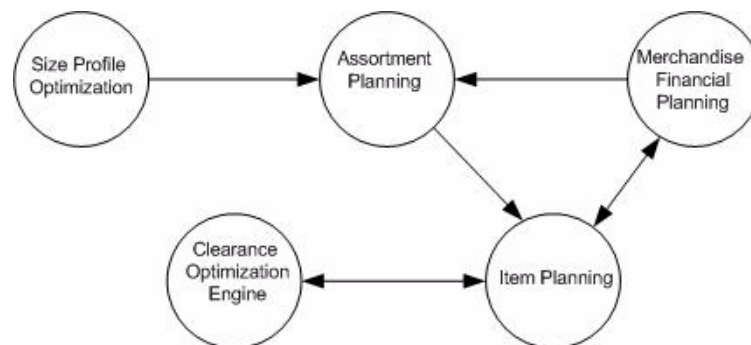 Size Profile
Optimization
Assortment
Planning
Merchandise
Financial
Planning
Clearance
Optimization
Engine
Item Planning